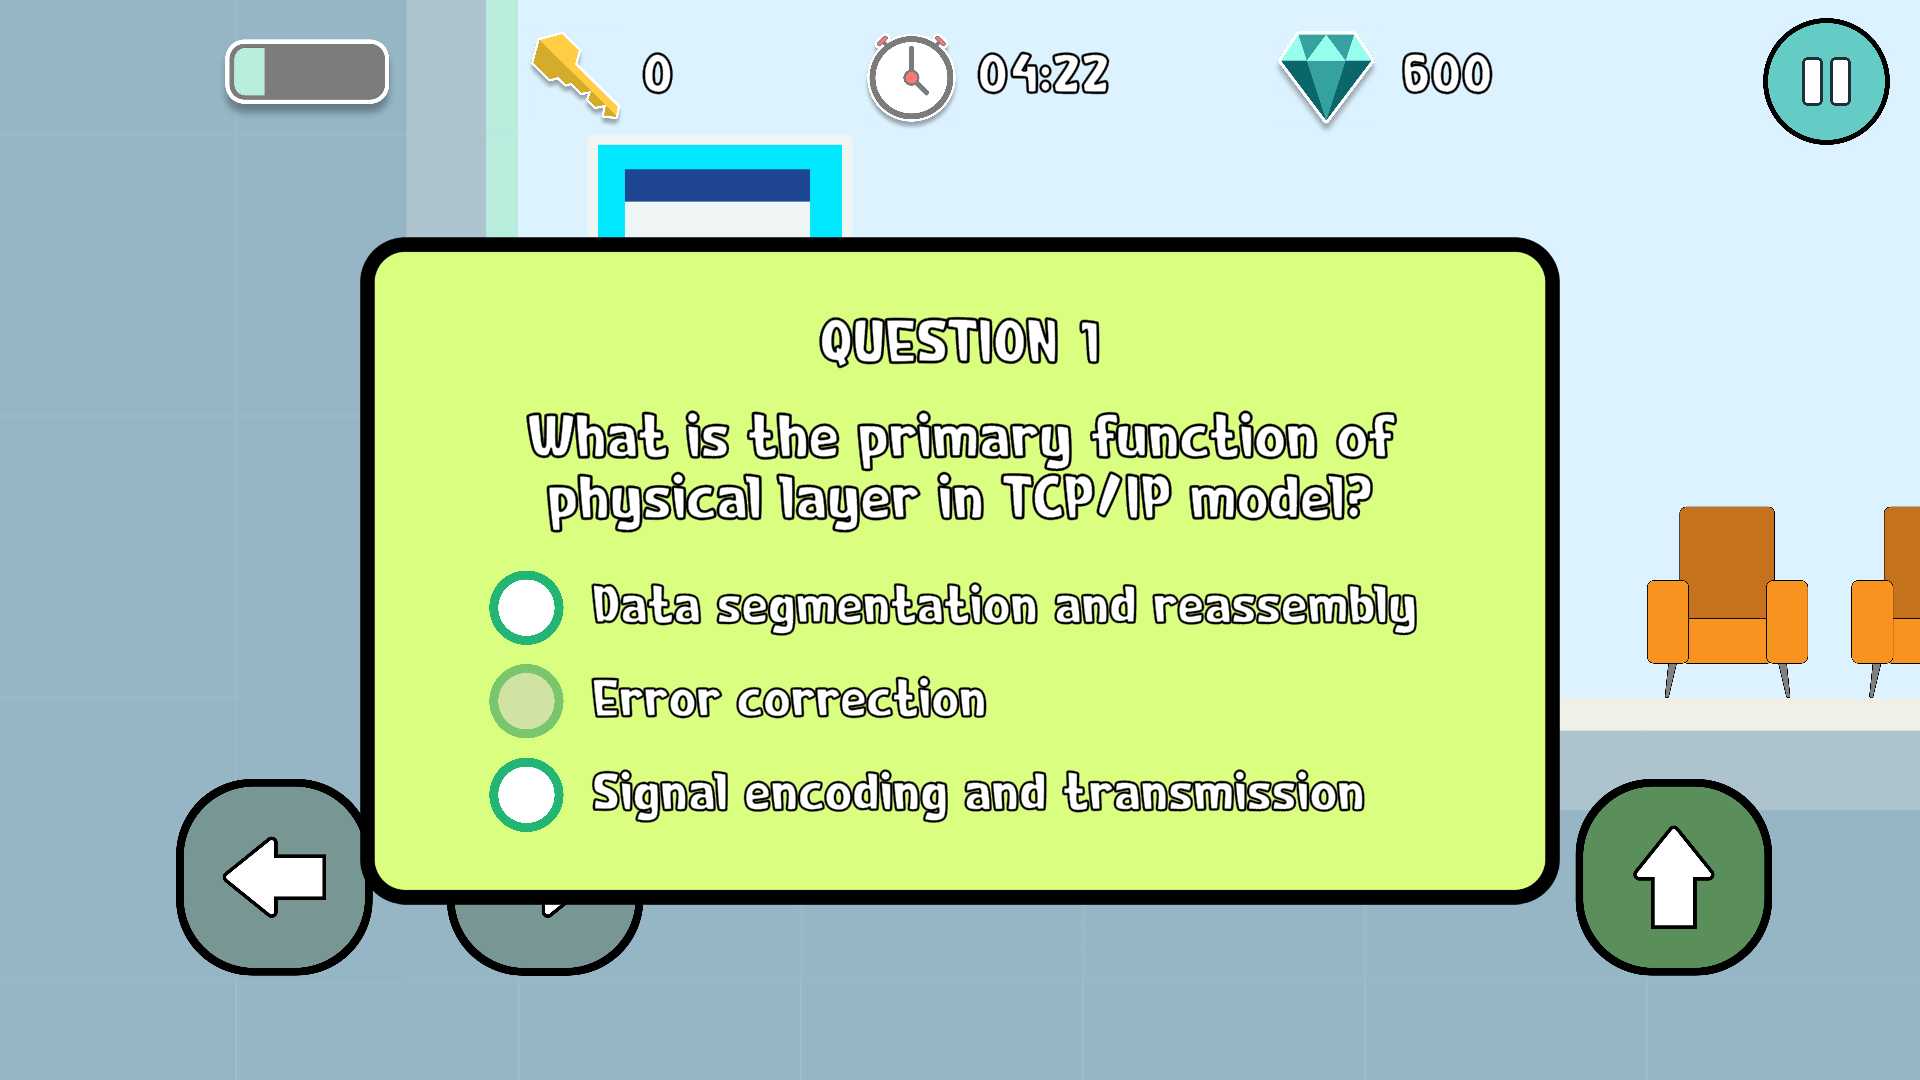 0
04:22
600
QUESTION 1
What is the primary function of
physical layer in TCP/IP model?
Data segmentation and reassembly
Error correction
Signal encoding and transmission